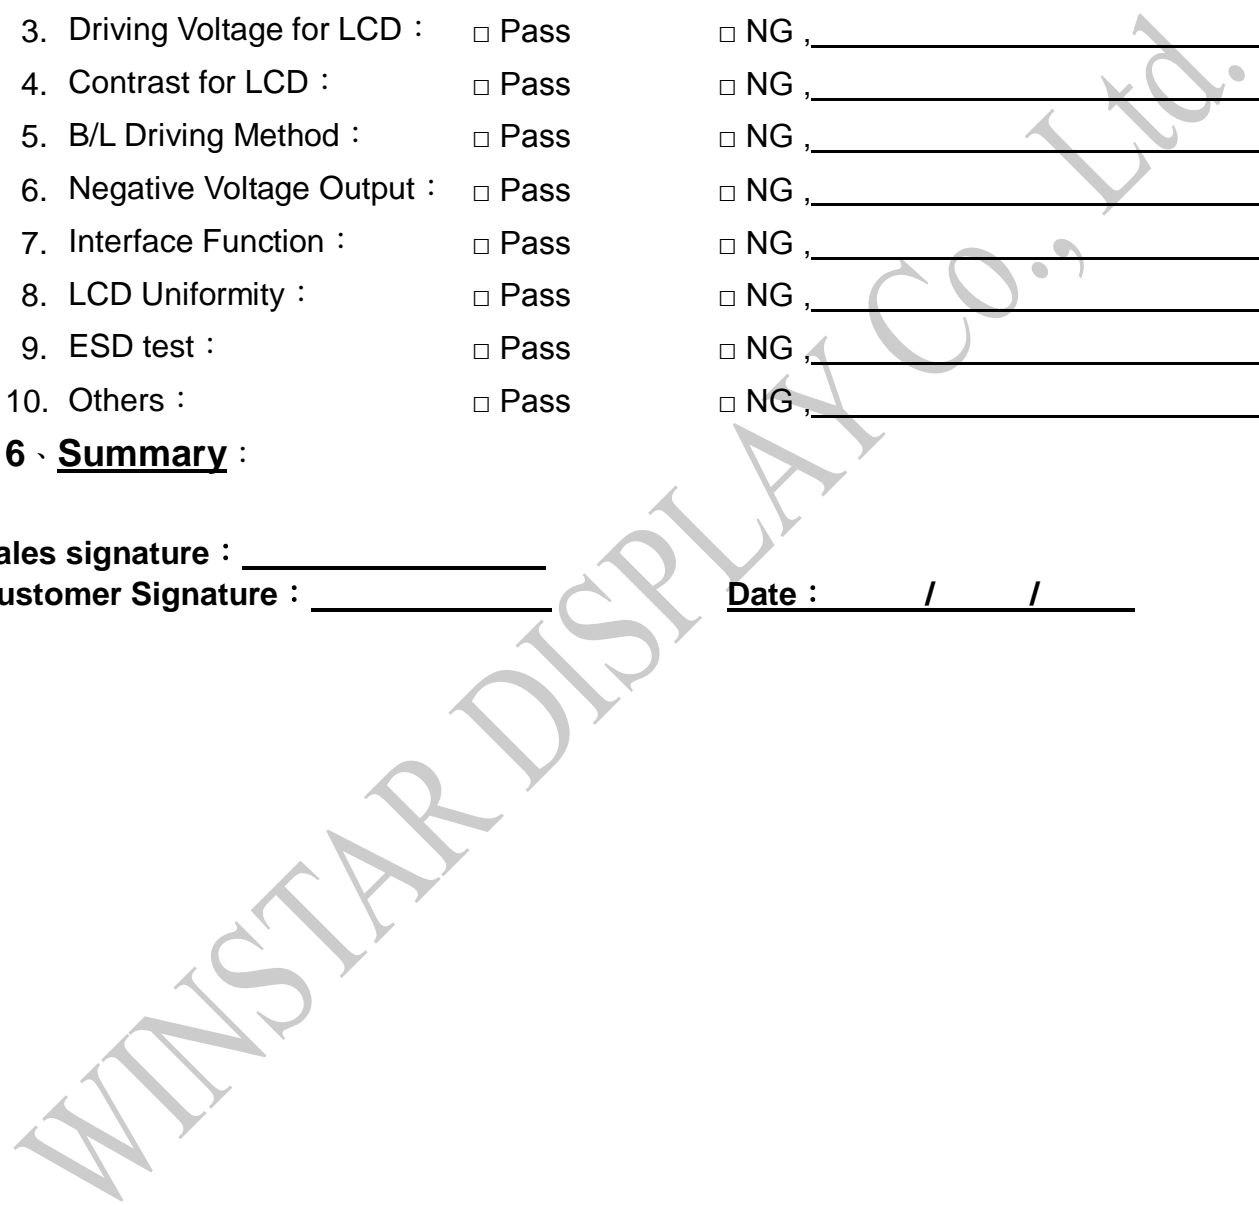 3. Driving Voltage for LCD： □ Pass □ NG ,
4. Contrast for LCD： □ Pass □ NG ,
5. B/L Driving Method： □ Pass □ NG ,
6. Negative Voltage Output： □ Pass □ NG ,
7. Interface Function： □ Pass □ NG ,
8. LCD Uniformity： □ Pass □ NG ,
9. ESD test： □ Pass □ NG ,
10. Others： □ Pass □ NG ,
6、Summary：
ales signature：
ustomer Signature： Date： / /
WINSTAR DISPLAY Co., Ltd.